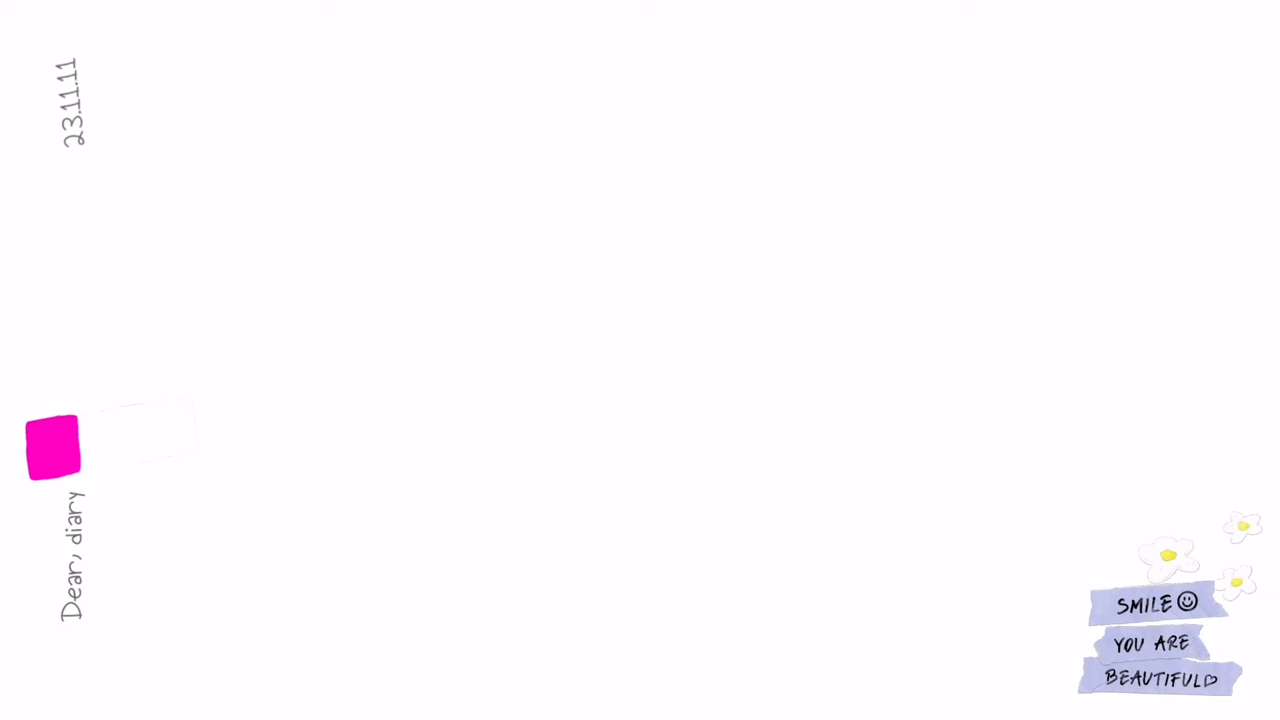 23.11.11
Dear, diary
SMILE☺
YOU ARE
BEAUTIFUL♡